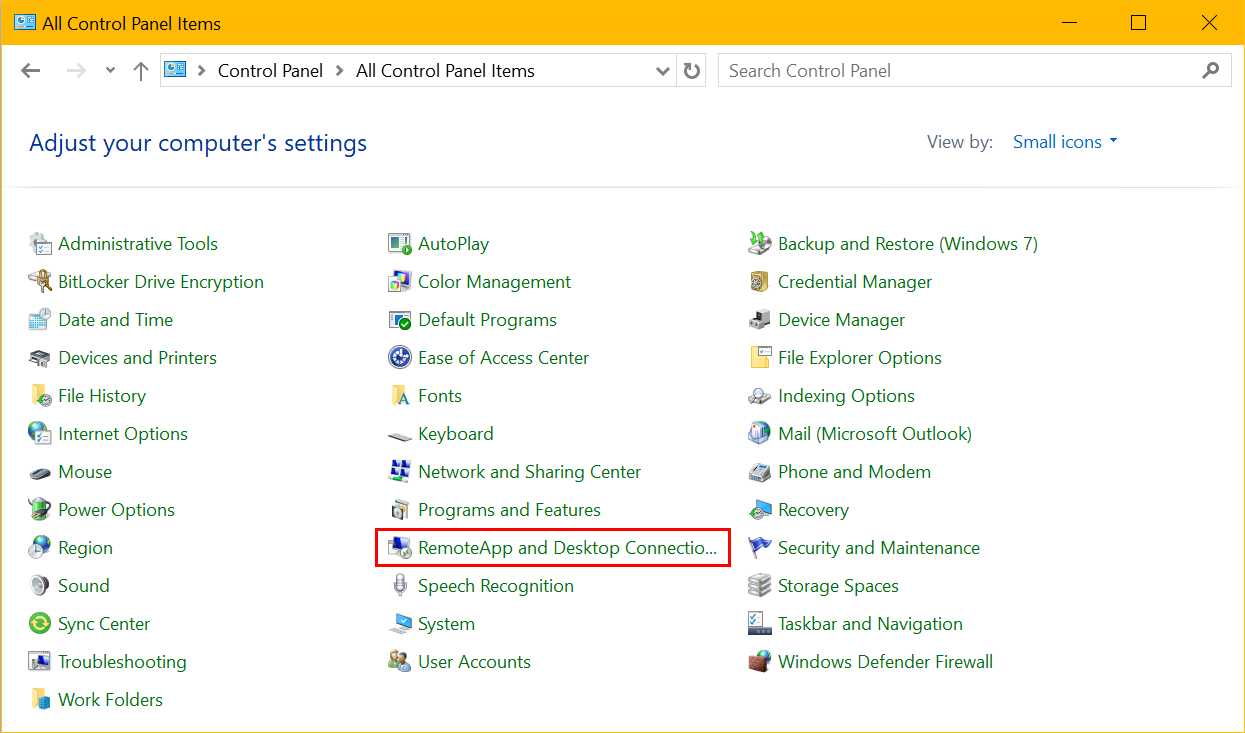 All Control Panel Items
Control Panel All Control Panel Items
Search Control Panel
Adjust your computer's settings
View by: Small icons
Administrative Tools AutoPlay Backup and Restore (Windows 7)
BitLocker Drive Encryption Color Management Credential Manager
Date and Time Default Programs Device Manager
Devices and Printers Ease of Access Center File Explorer Options
File History Fonts Indexing Options
Internet Options Keyboard Mail (Microsoft Outlook)
Mouse Network and Sharing Center Phone and Modem
Power Options Programs and Features Recovery
Region RemoteApp and Desktop Connectio... Security and Maintenance
Sound Speech Recognition Storage Spaces
Sync Center System Taskbar and Navigation
Troubleshooting User Accounts Windows Defender Firewall
Work Folders